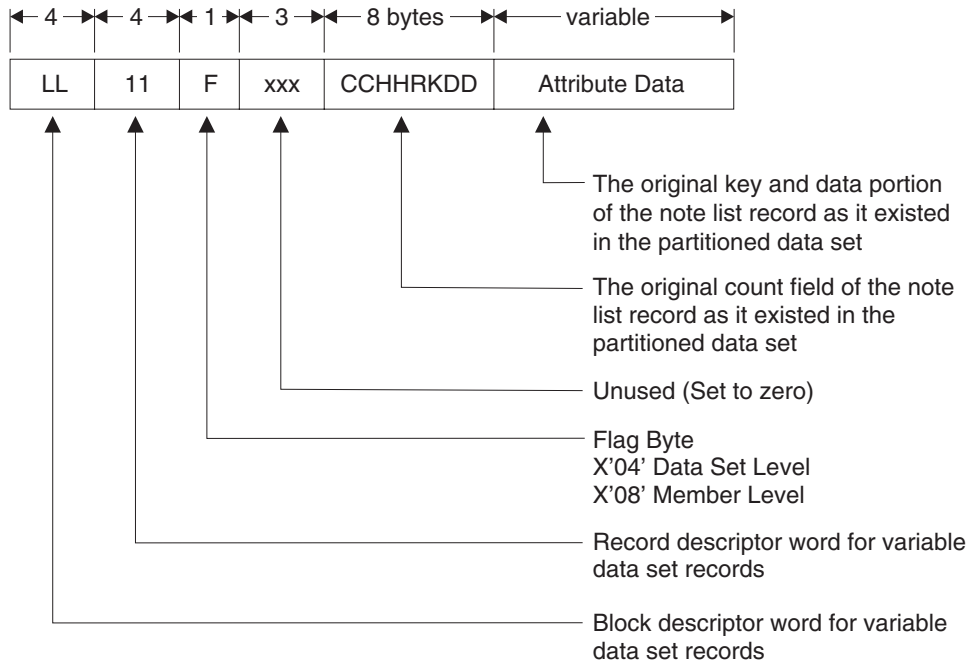 4 4 1 3 8 bytes variable
LL 11 F xxx CCHHRKDD Attribute Data
The original key and data portion
of the note list record as it existed
in the partitioned data set
The original count field of the note
list record as it existed in the
partitioned data set
Unused (Set to zero)
Flag Byte
X'04' Data Set Level
X'08' Member Level
Record descriptor word for variable
data set records
Block descriptor word for variable
data set records